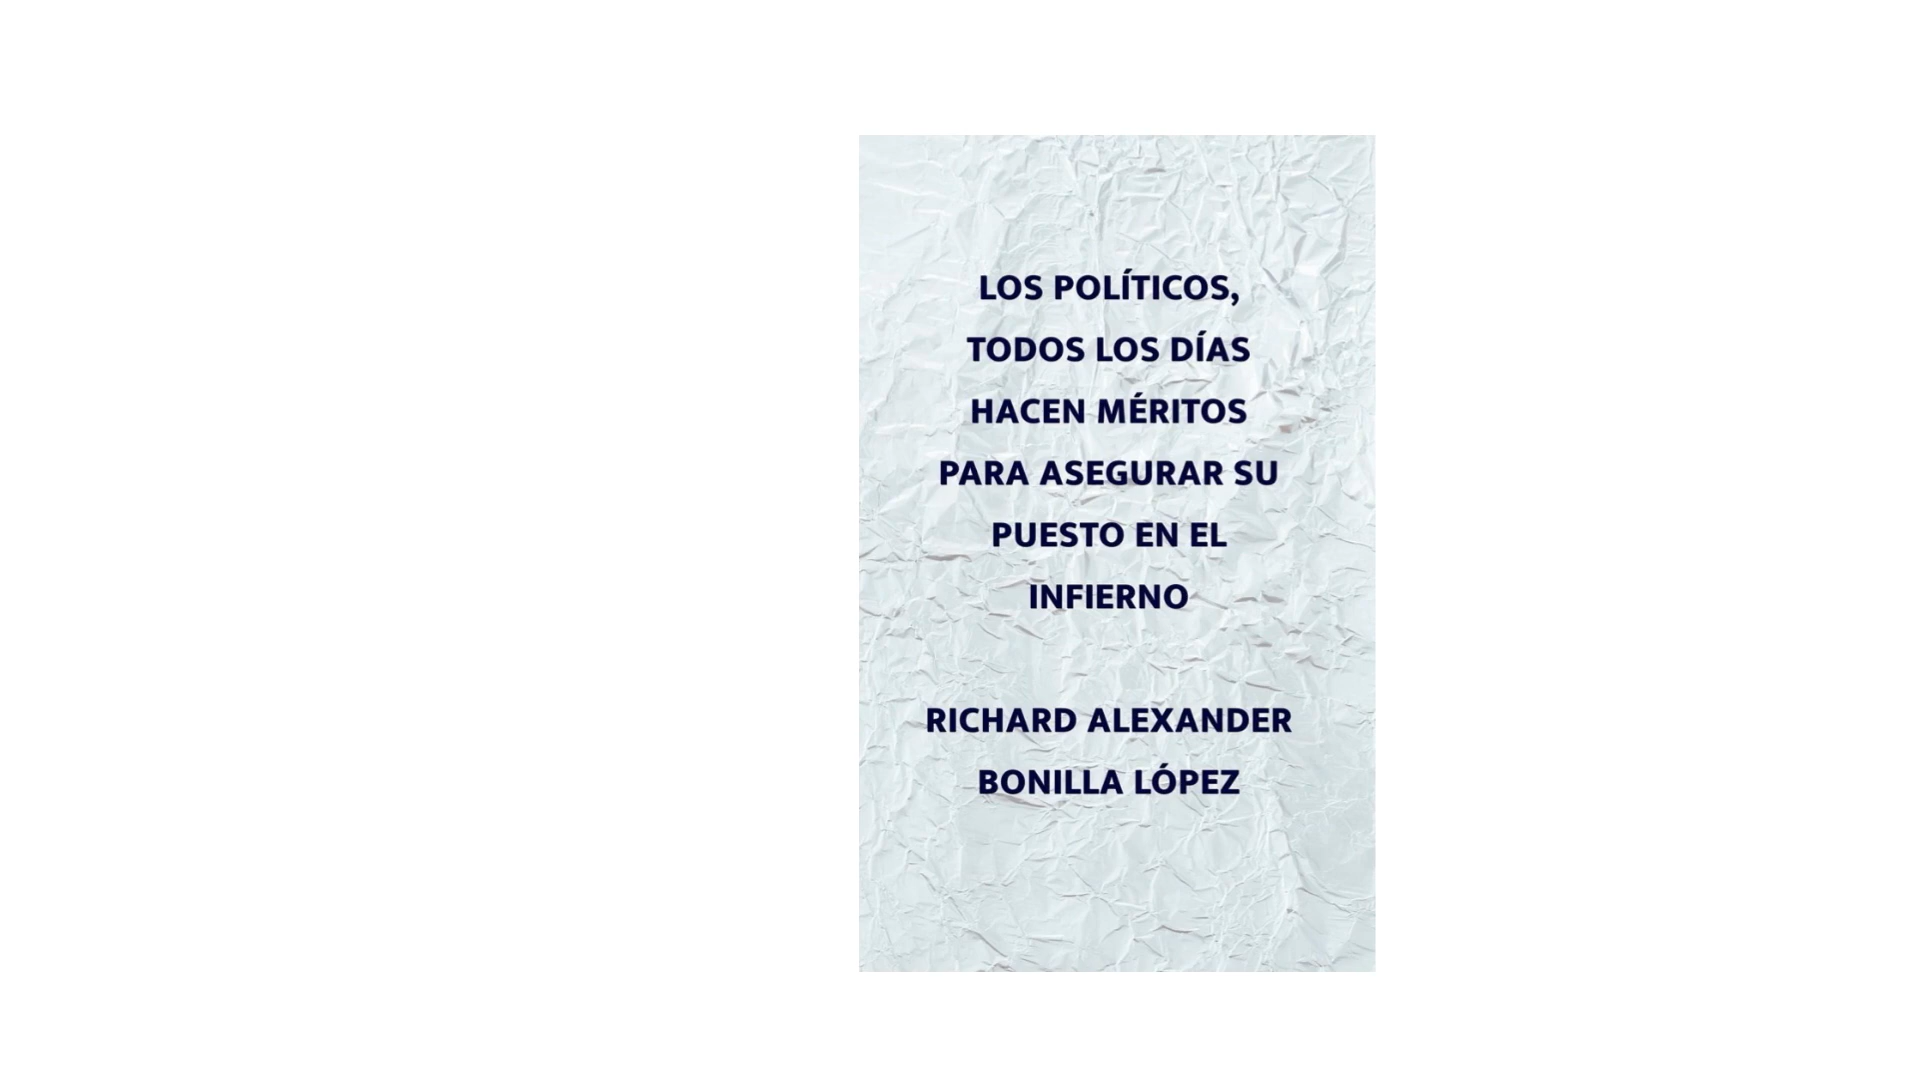 LOS POLÍTICOS,
TODOS LOS DÍAS
HACEN MÉRITOS
PARA ASEGURAR SU
PUESTO EN EL
INFIERNO
RICHARD ALEXANDER
BONILLA LÓPEZ